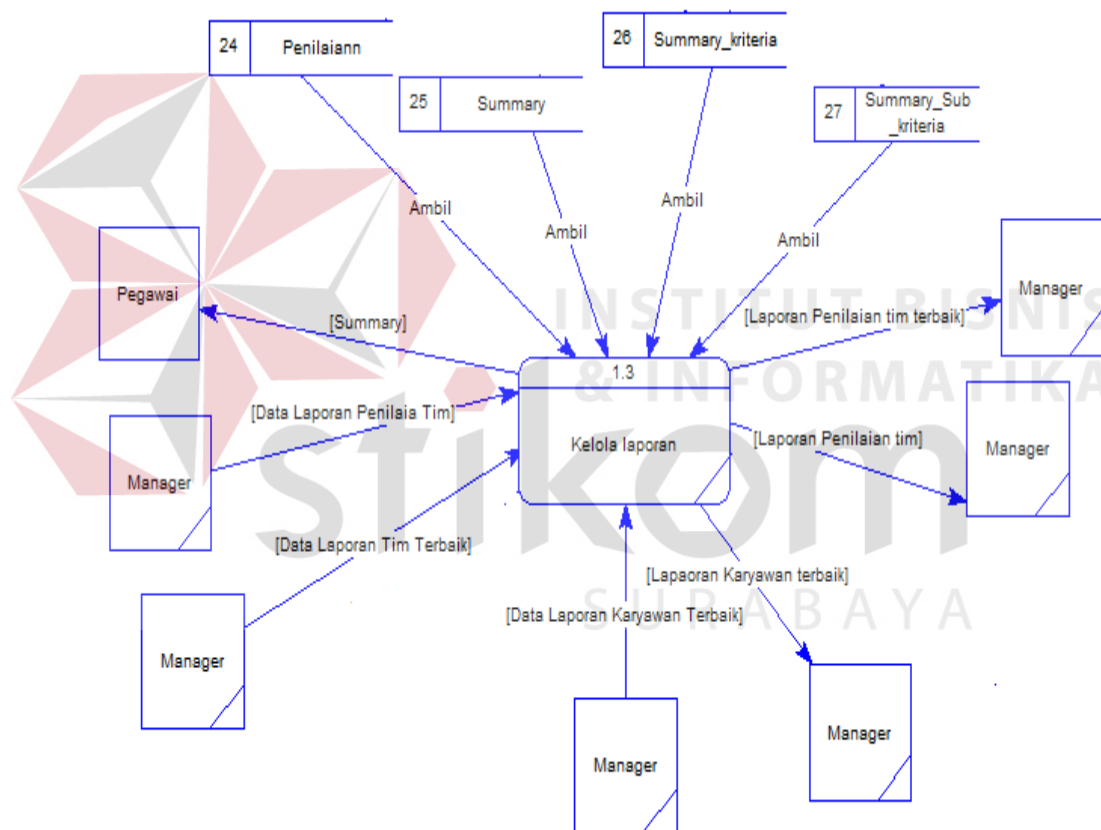 24
Penilaiann
26
Summary_kriteria
25
Summary
27
Summary_Sub
_kriteria
Ambil
Ambil
Ambil
Ambil
Pegawai
[Summary]
[Laporan Penilaian tim terbaik]
Manager
INSTITUT BISNIS
& INFORMATIKA
1.3
Kelola laporan
[Data Laporan Penilaia Tim]
Manager
[Laporan Penilaian tim]
Manager
stikom
SURABAYA
[Data Laporan Tim Terbaik]
Manager
[Lapaoran Karyawan terbaik]
[Data Laporan Karyawan Terbaik]
Manager
Manager